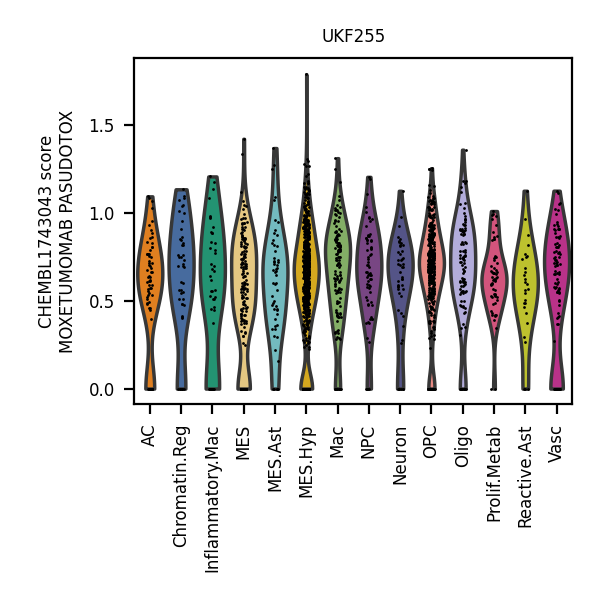 UKF255
CHEMBL1743043 score
MOXETUMOMAB PASUDOTOX
1.5
1.0
0.5
0.0
AC
Chromatin.Reg
Inflammatory.Mac
MES
MES.Ast
MES.Hyp
Mac
NPC
Neuron
OPC
Oligo
Prolif.Metab
Reactive.Ast
Vasc